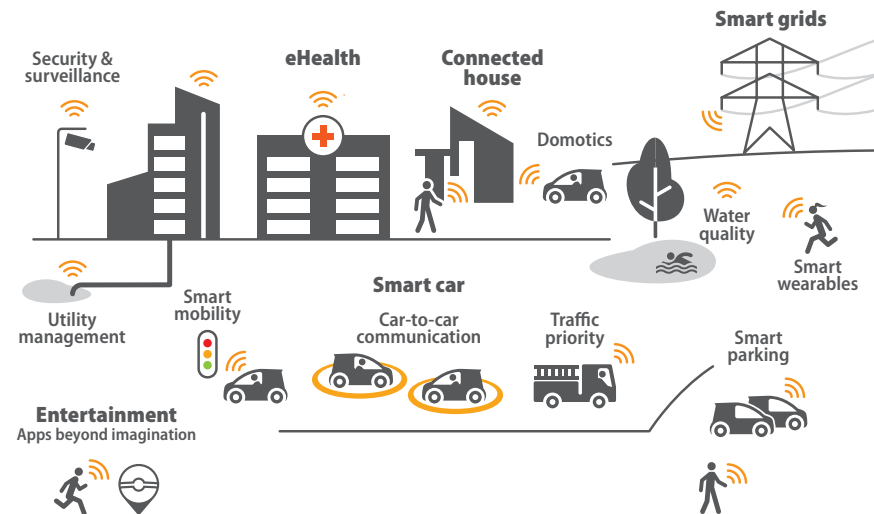 Smart grids
Security &
surveillance
eHealth
Connected
house
Domotics
Water
quality
Smart
wearables
Smart car
Utility
management
Smart
mobility
Car-to-car
communication
Traffic
priority
Smart
parking
Entertainment
Apps beyond imagination